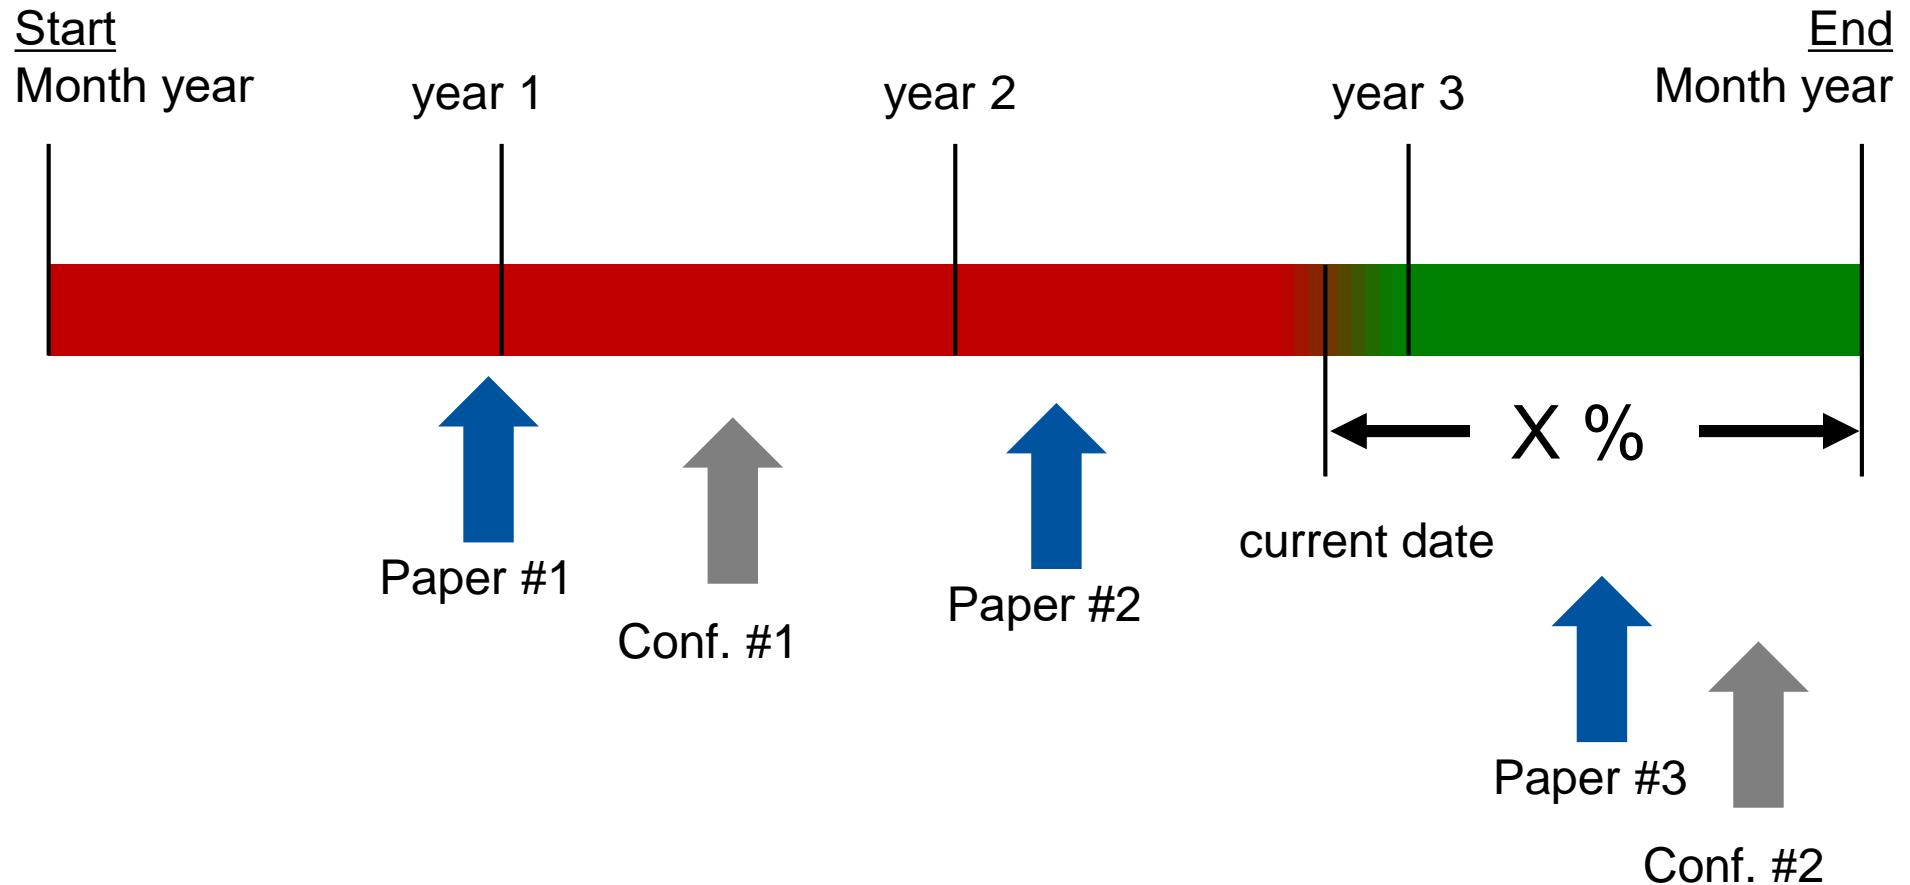 Start
Month year
year 1
year 2
year 3
End
Month year
X %
current date
Paper #1
Conf. #1
Paper #2
Paper #3
Conf. #2